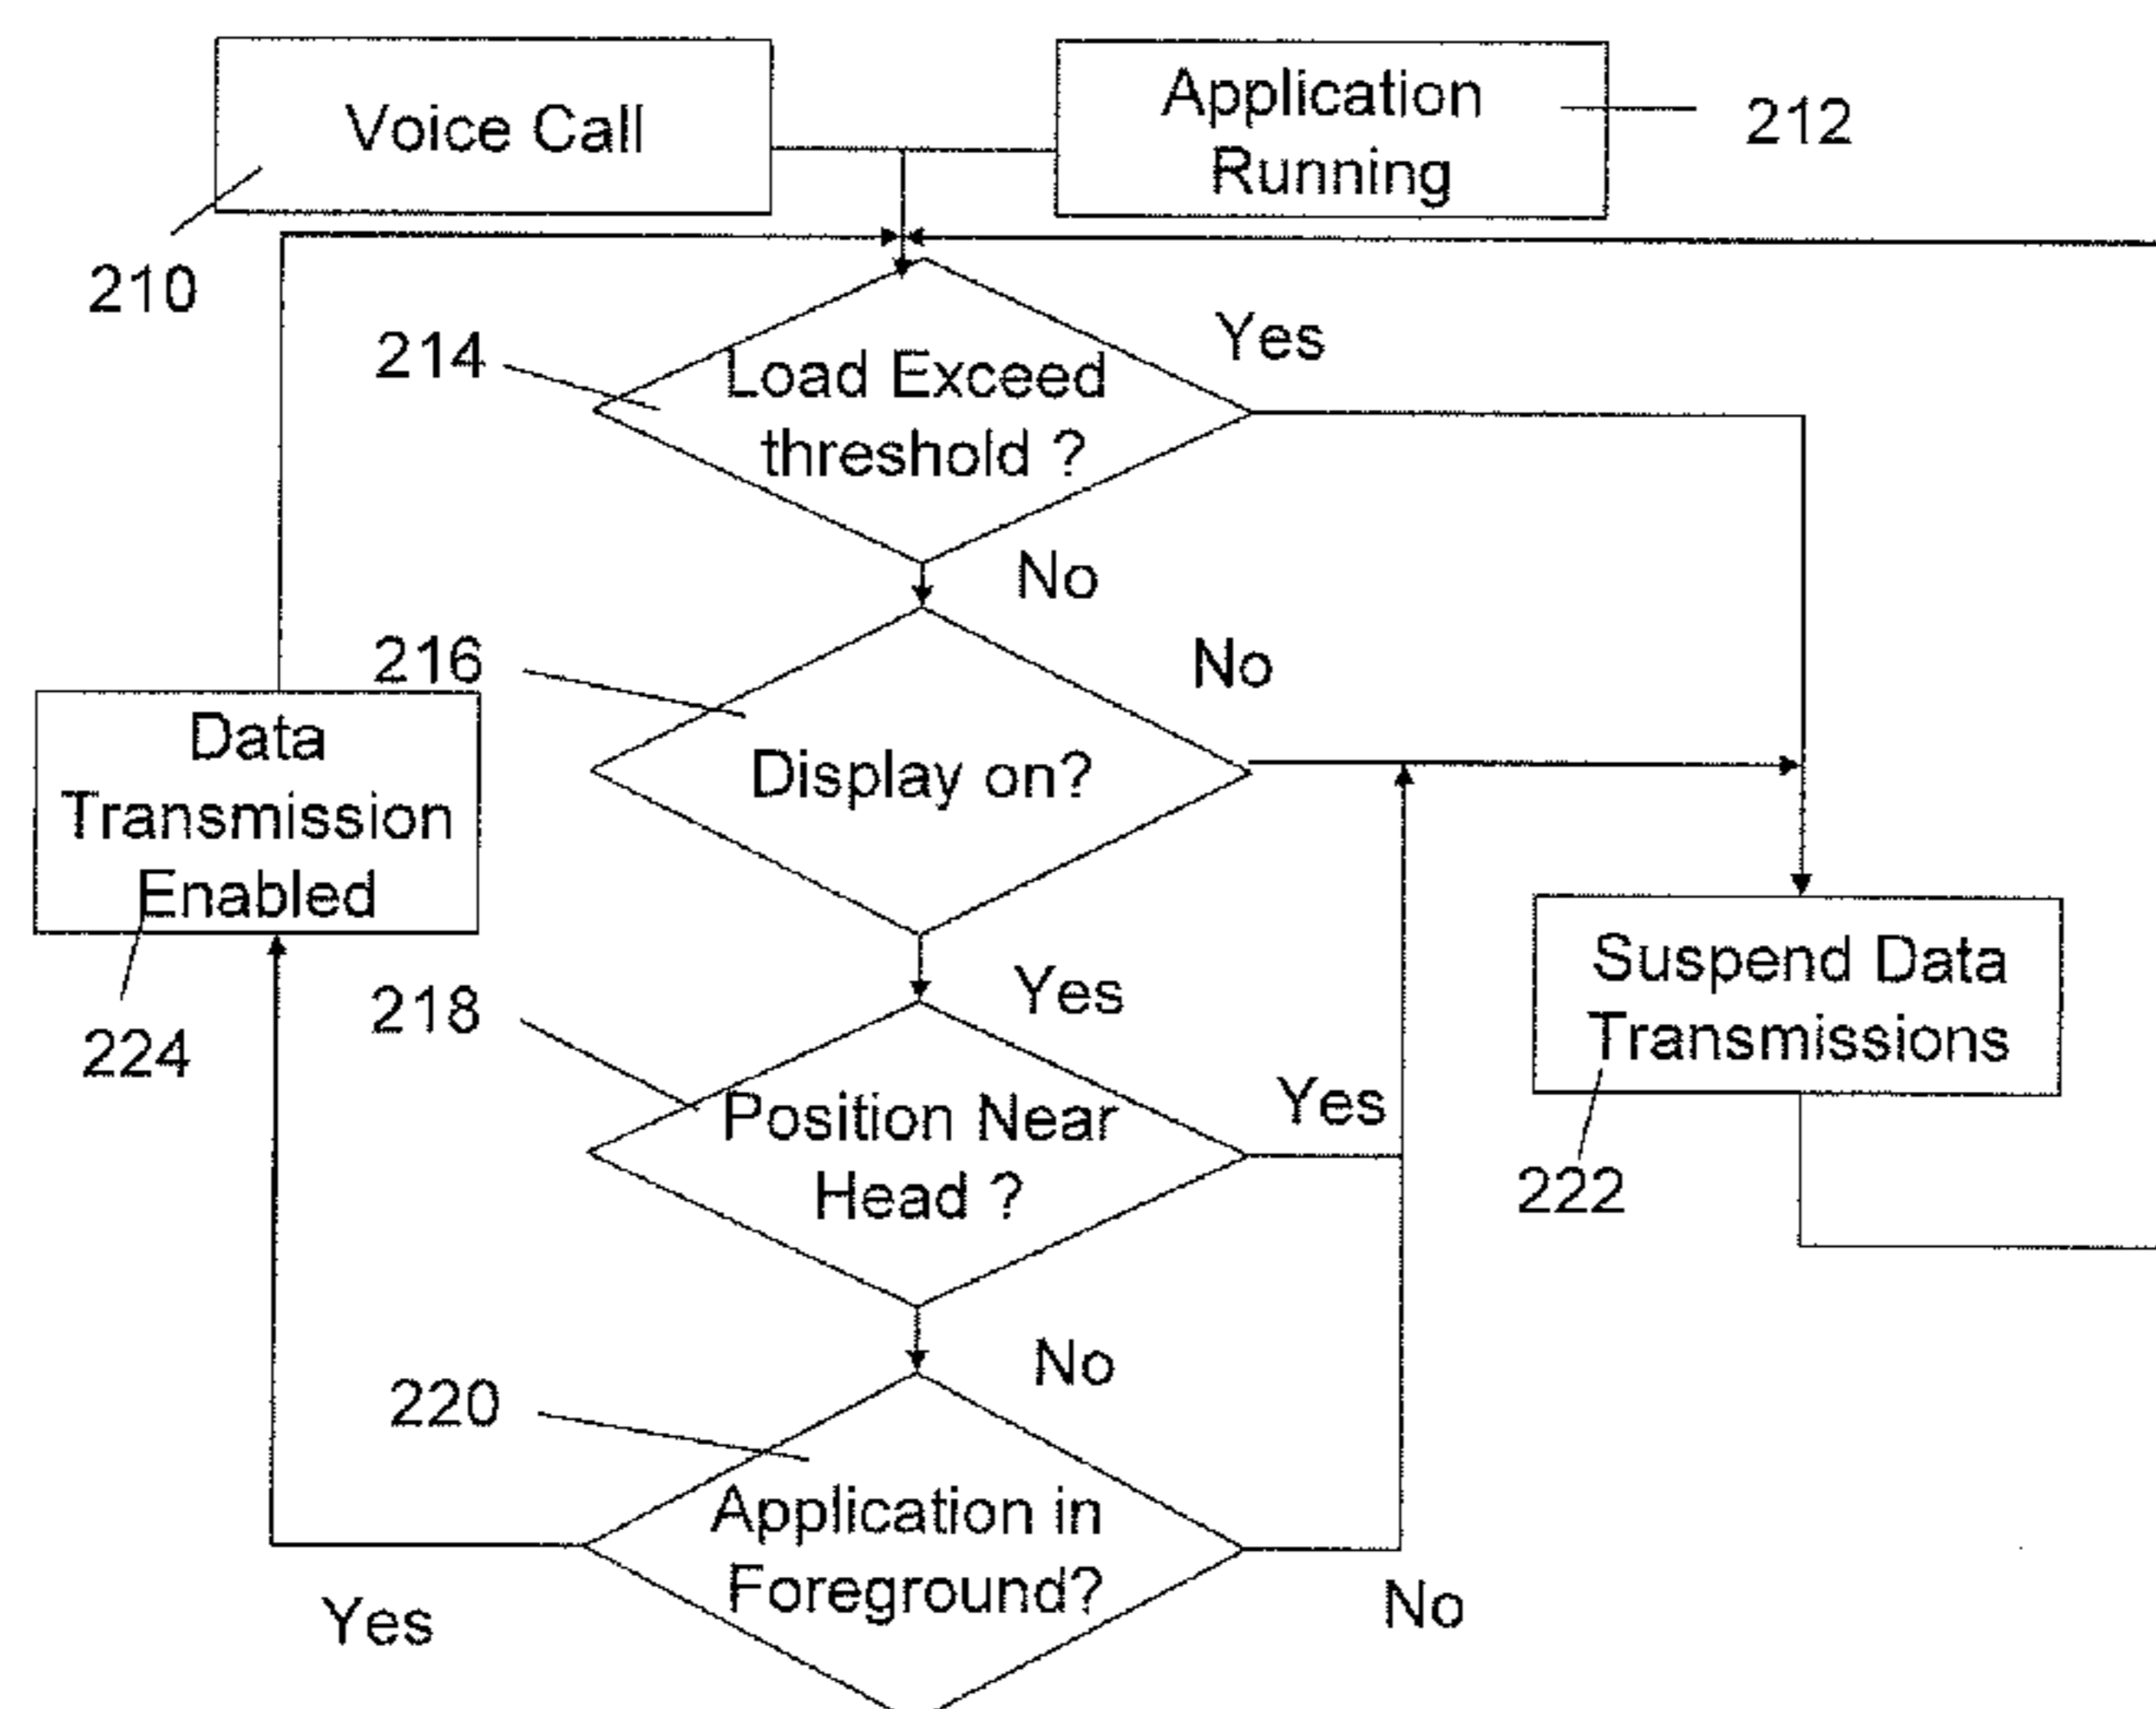 Voice Call
Application
Running
212
210
214
Load Exceed
threshold ?
Yes
No
216
No
Display on?
Data
Transmission
Enabled
224
218
Yes
Position Near
Head ?
Yes
Suspend Data
Transmissions
222
No
220
Application in
Foreground?
Yes
No